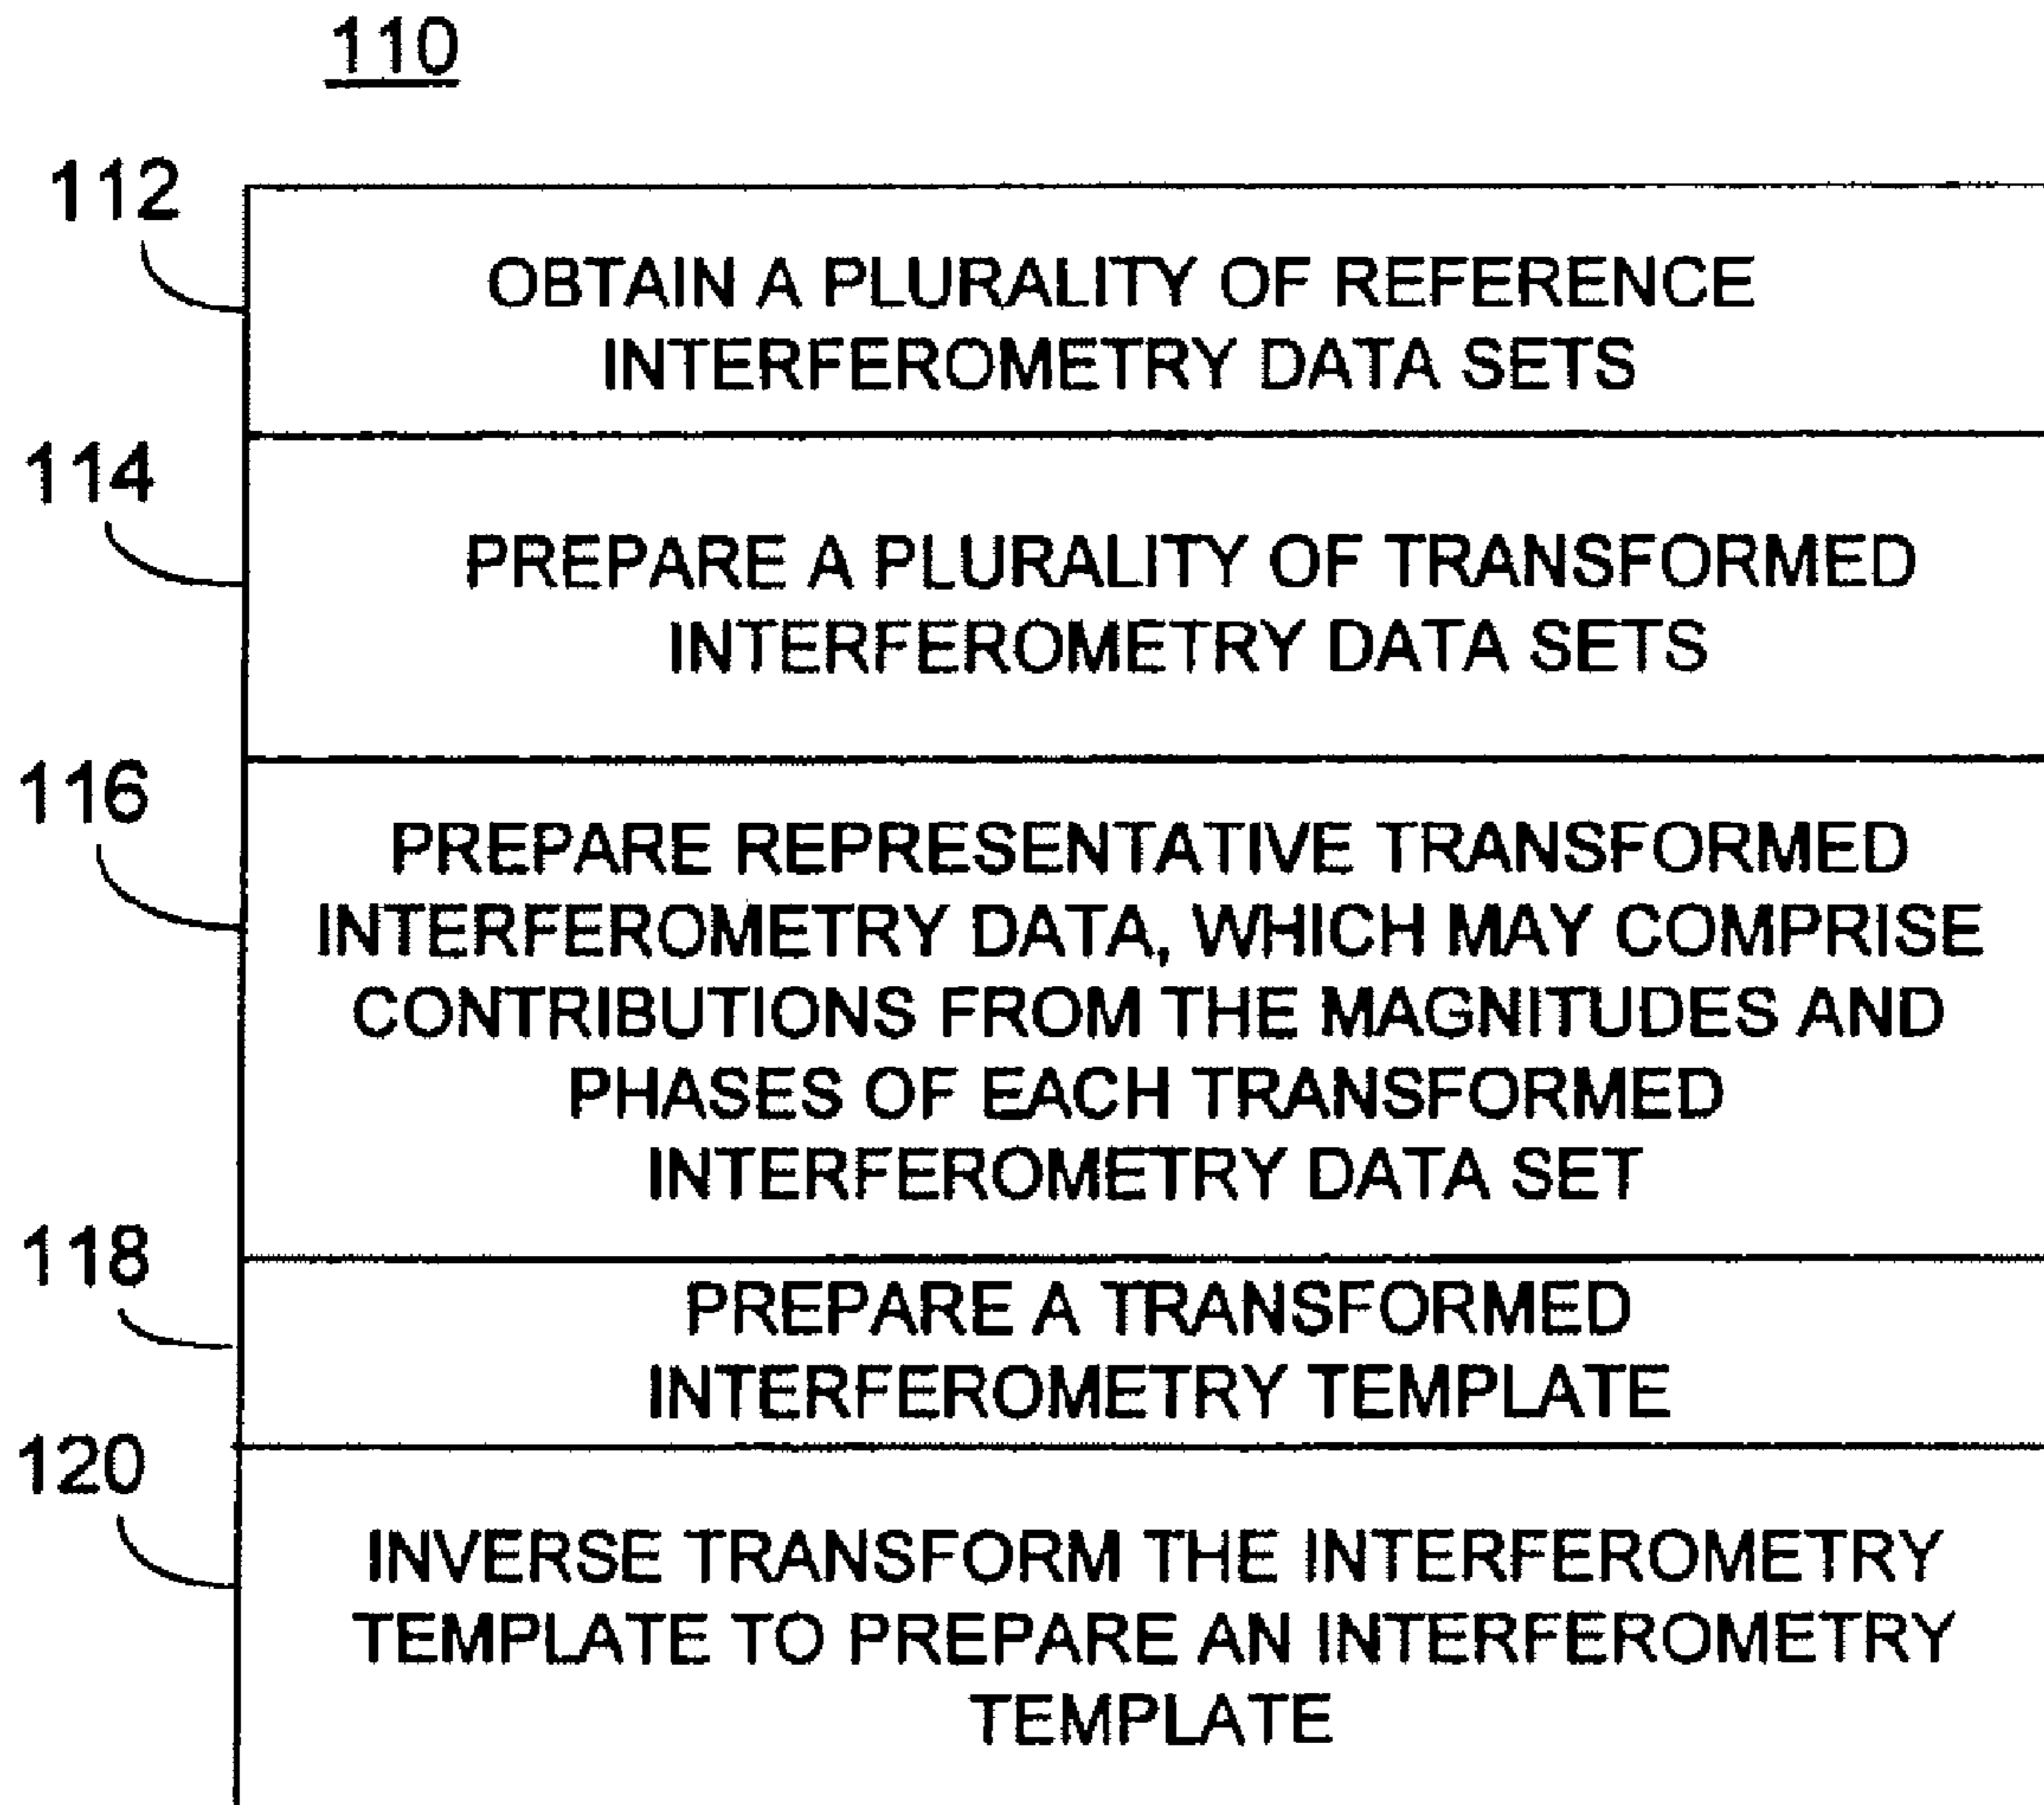 110
112
OBTAIN A PLURALITY OF REFERENCE
INTERFEROMETRY DATA SETS
114
PREPARE A PLURALITY OF TRANSFORMED
INTERFEROMETRY DATA SETS
116
PREPARE REPRESENTATIVE TRANSFORMED
INTERFEROMETRY DATA, WHICH MAY COMPRISE
CONTRIBUTIONS FROM THE MAGNITUDES AND
PHASES OF EACH TRANSFORMED
INTERFEROMETRY DATA SET
118
PREPARE A TRANSFORMED
INTERFEROMETRY TEMPLATE
120
INVERSE TRANSFORM THE INTERFEROMETRY
TEMPLATE TO PREPARE AN INTERFEROMETRY
TEMPLATE